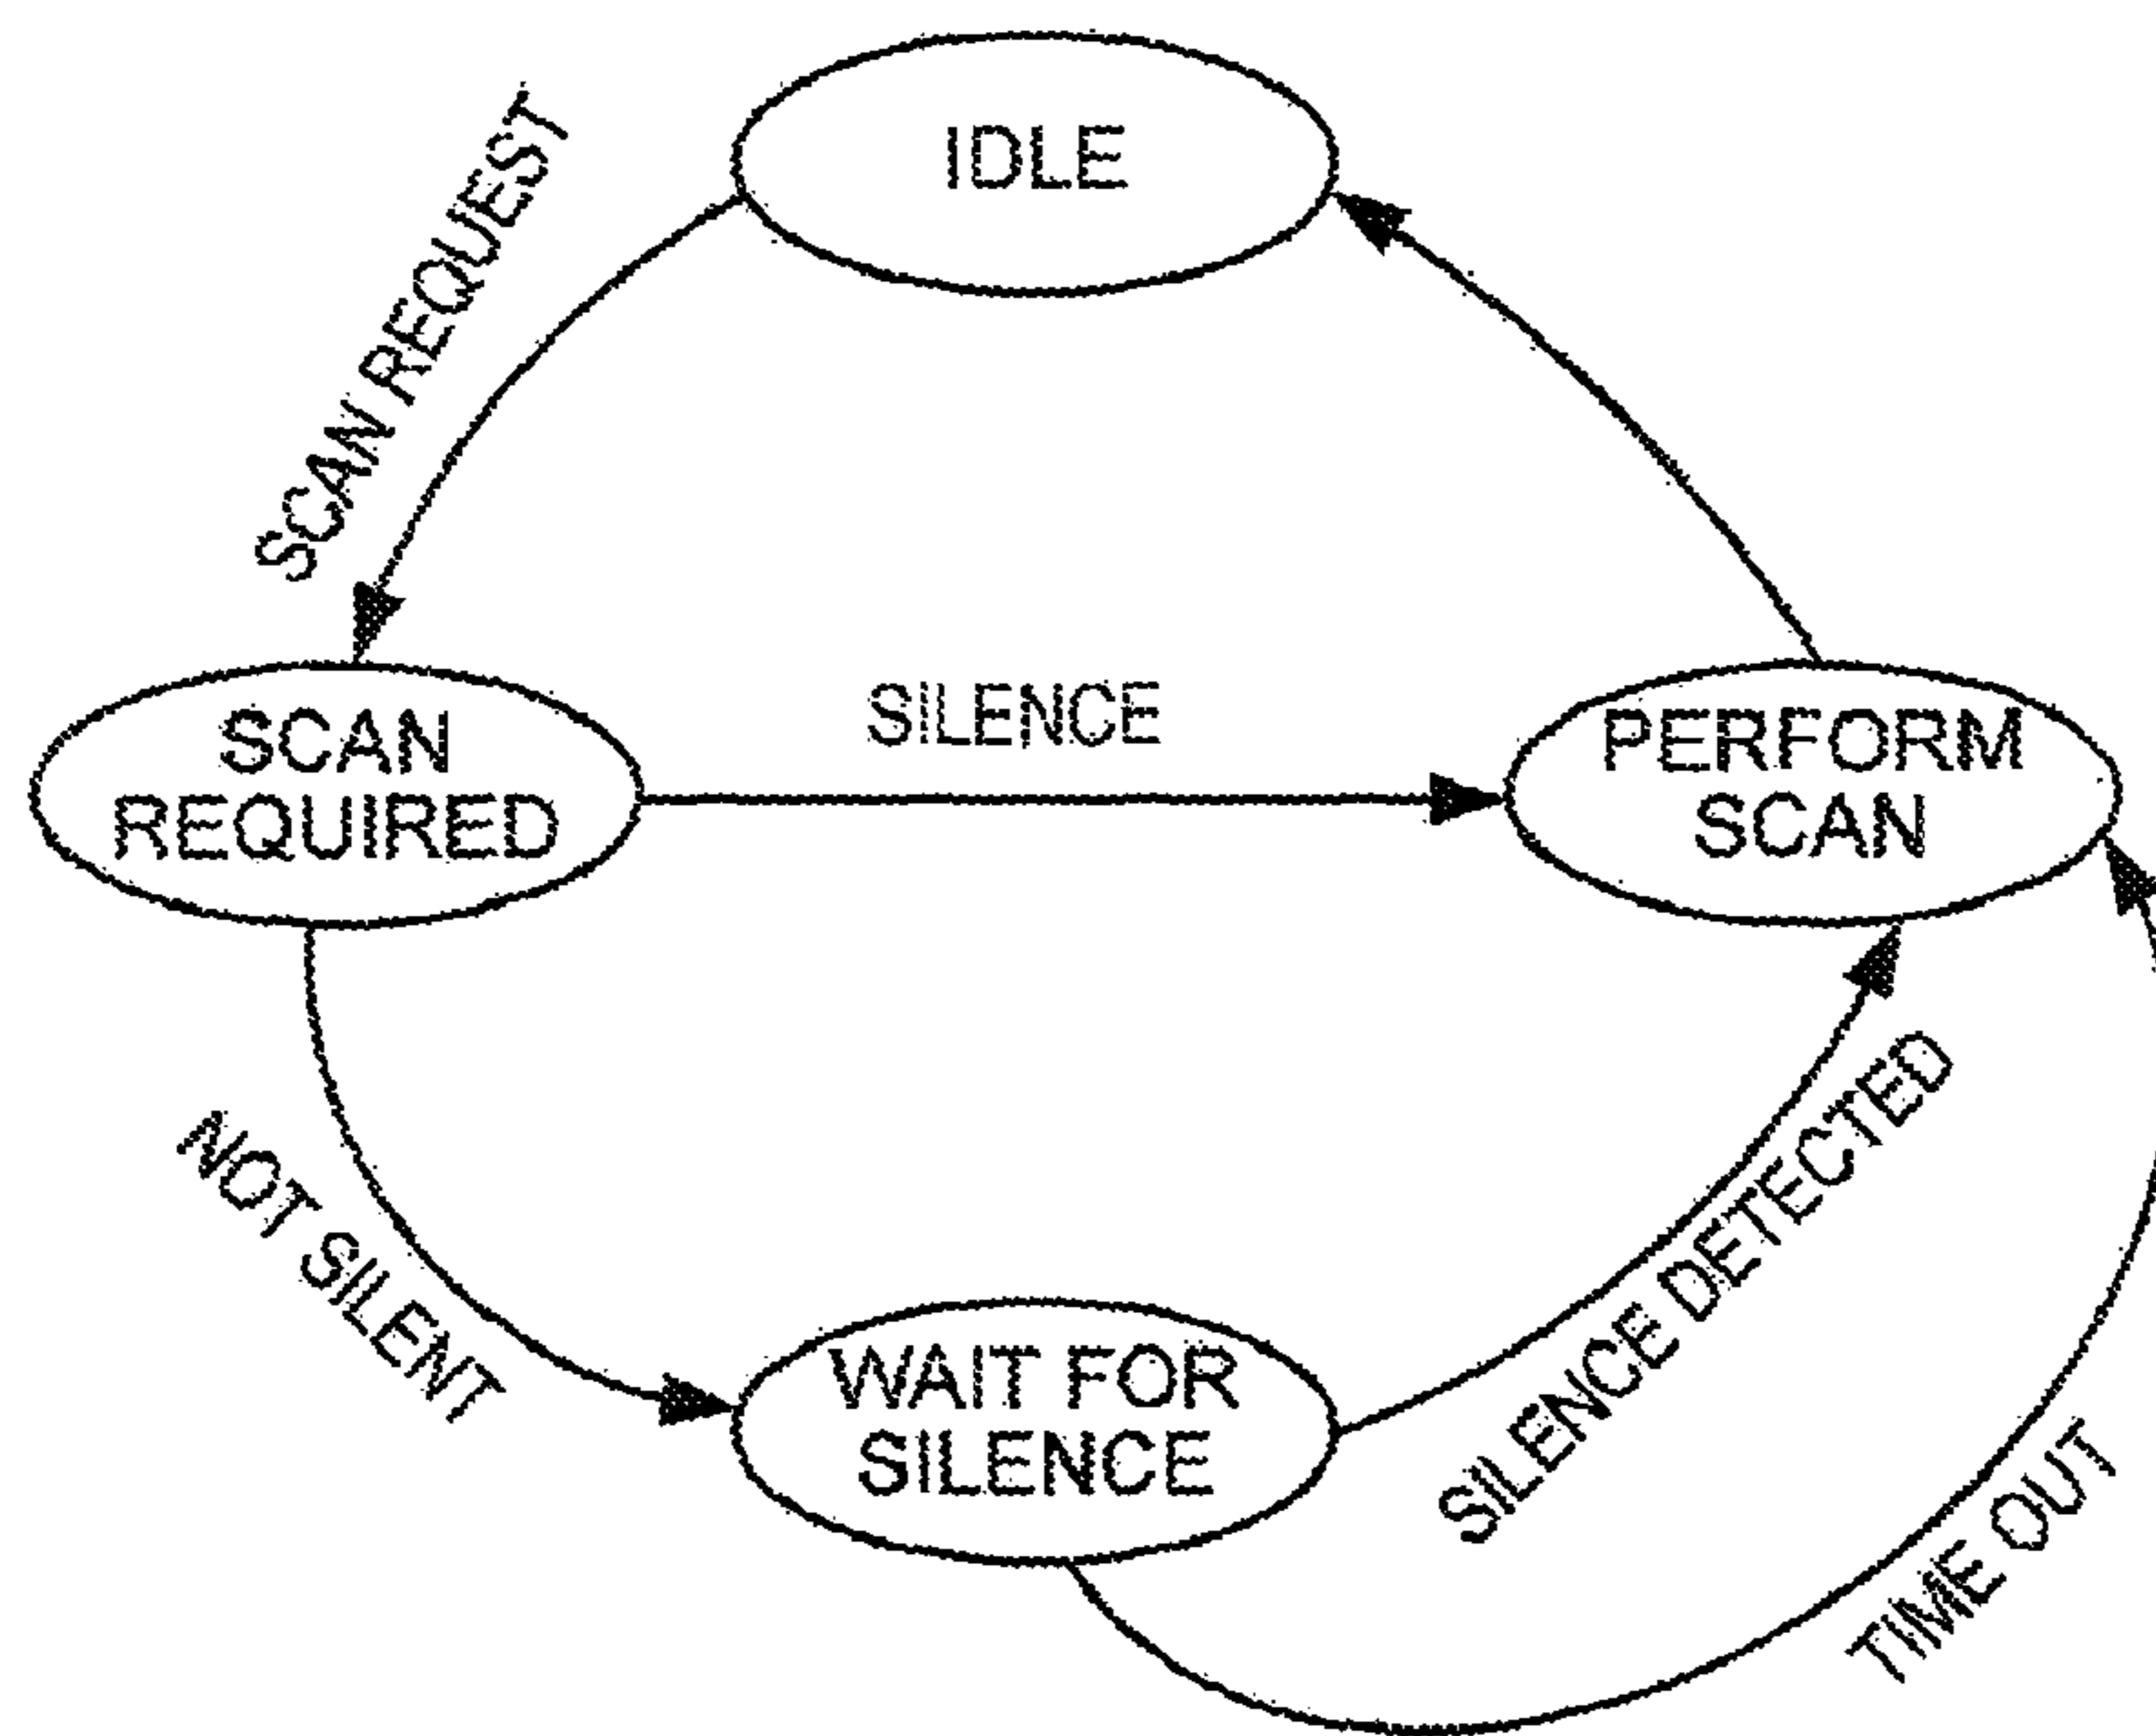 IDLE
SCAN REQUEST
SCAN
REQUIRED
SILENCE
PERFORM
SCAN
NOT SILENT
WAIT FOR
SILENCE
SILENCE DETECTED
TIME OUT